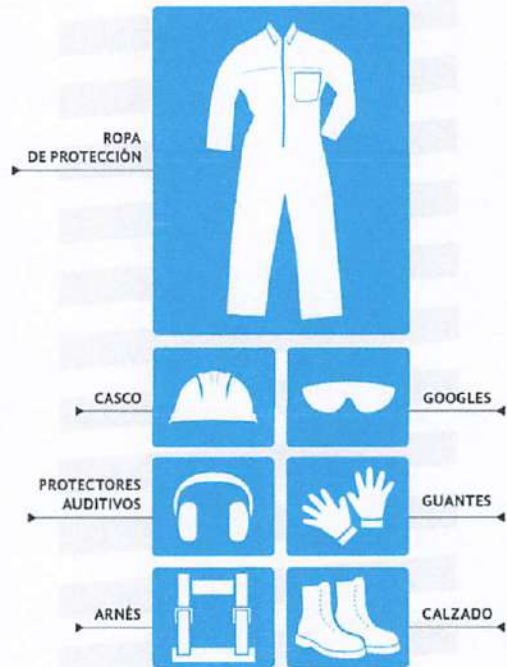 ROPA
DE PROTECCIÓN
CASCO
GOOGLES
PROTECTORES
AUDITIVOS
GUANTES
ARNÉS
CALZADO